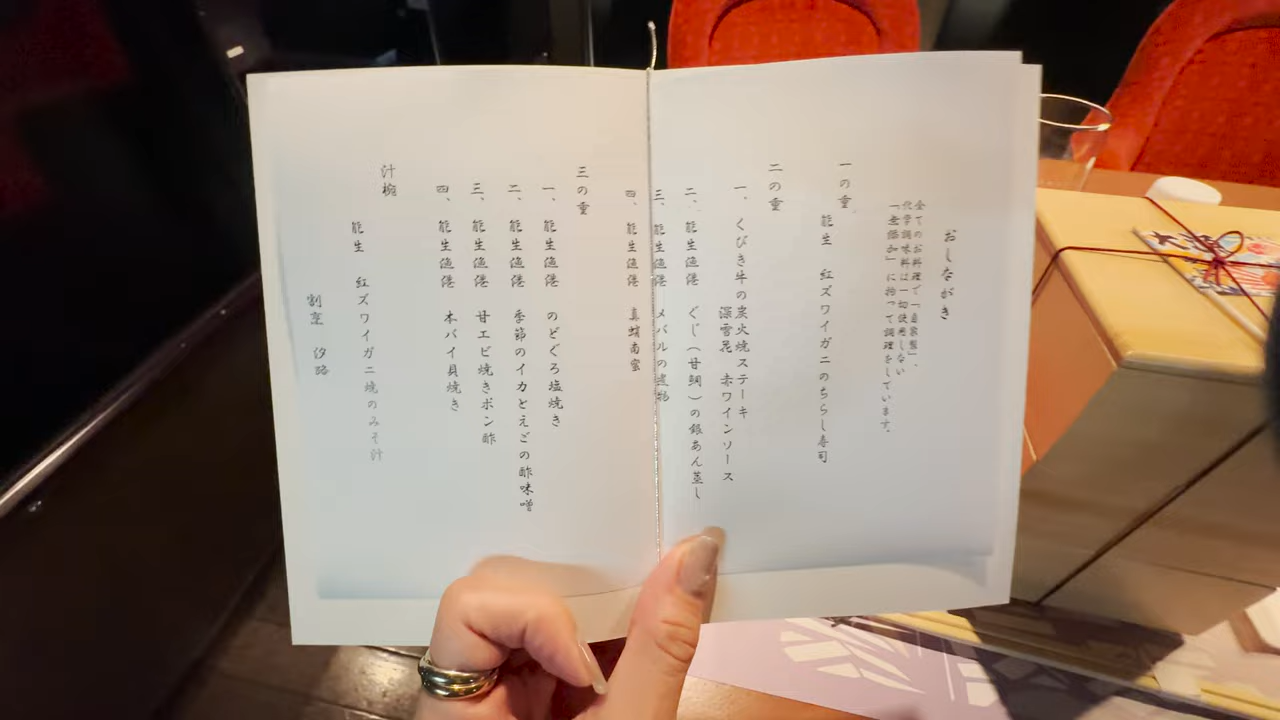 おしながき
全てのお料理で「自家製」、
化学調味料は一切使用しない
「無添加」に拘って調理をしています。
一の重
能生 紅ズワイガニのちらし寿司
二の重
一、くびき牛の炭火焼ステーキ
深雪花 赤ワインソース
二、能生漁港 ぐじ(甘鯛)の銀あん蒸し
三、能生漁港 メバルの煮物
四、能生漁港 真蛸南蛮
三の重
一、能生漁港 のどぐろ塩焼き
二、能生漁港 季節のイカとえごの酢味噌
三、能生漁港 甘エビ焼きポン酢
四、能生漁港 本バイ貝焼き
汁椀
能生 紅ズワイガニ焼のみそ汁
割烹 汐路